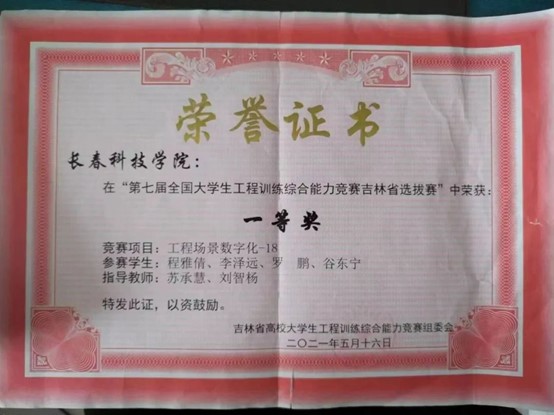 荣誉证书
长春科技学院：
在“第七届全国大学生工程训练综合能力竞赛吉林省选拔赛”中荣获：
一等奖
竞赛项目：工程场景数字化-18
参赛学生：程雅倩、李泽远、罗　鹏、谷东宁
指导教师：苏承慧、刘智杨
特发此证，以资鼓励。
吉林省高校大学生工程训练综合能力竞赛组委会
二〇二一年五月十六日